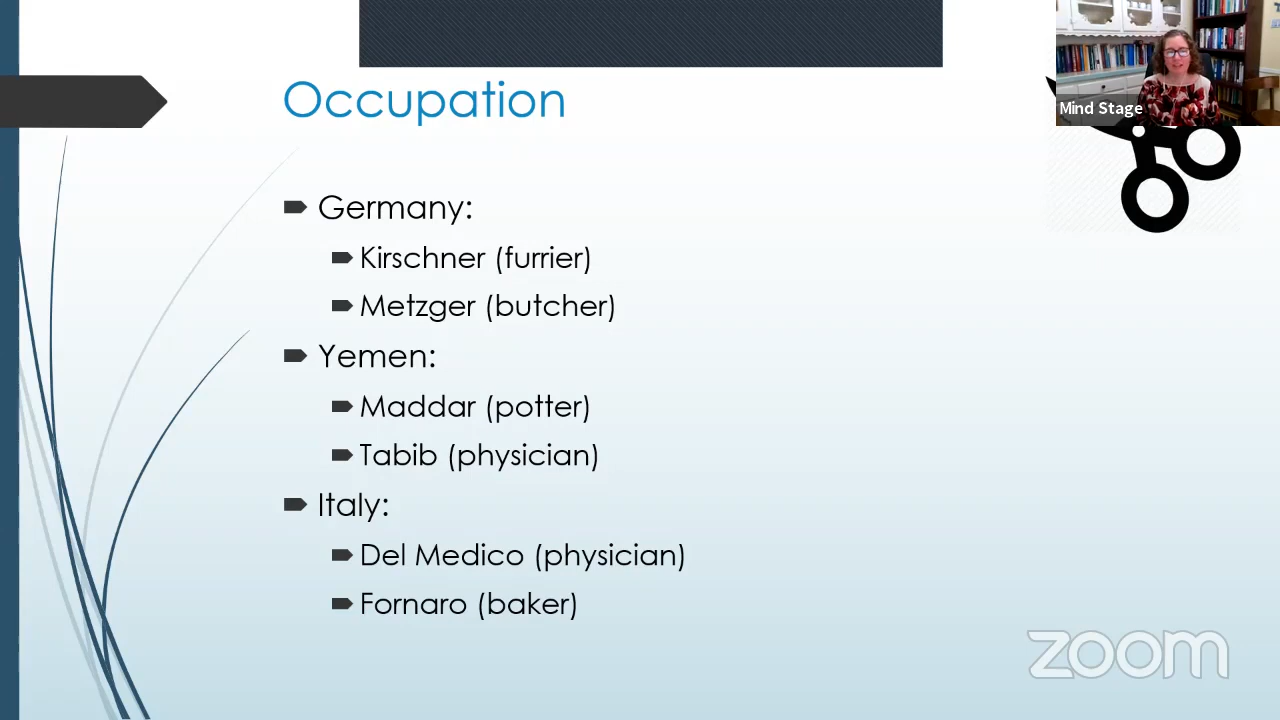 Occupation
Mind Stage
Germany:
Kirschner (furrier)
Metzger (butcher)
Yemen:
Maddar (potter)
Tabib (physician)
Italy:
Del Medico (physician)
Fornaro (baker)
zoom